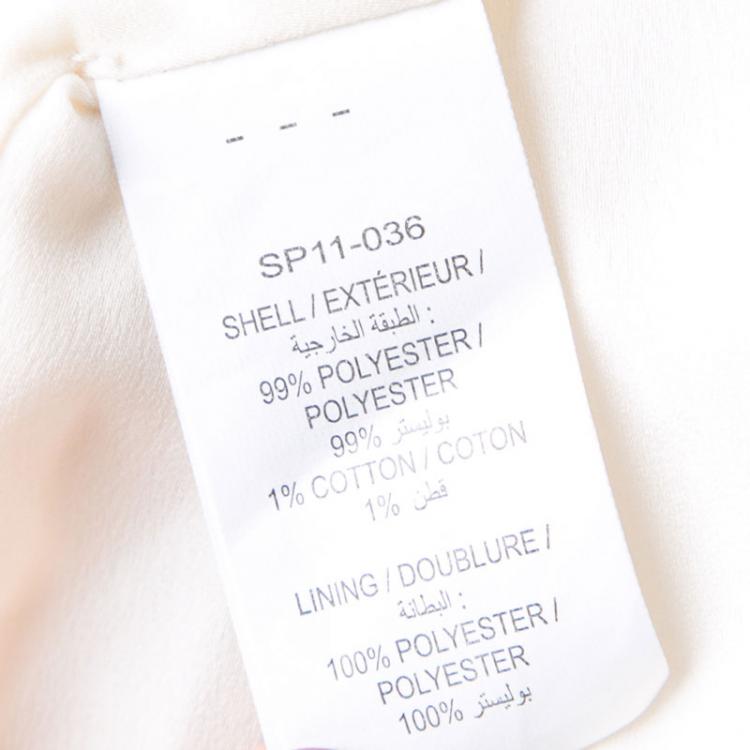 - - -
SP11-036
SHELL / EXTÉRIEUR /
الطبقة الخارجية :
99% POLYESTER /
POLYESTER
99% بوليستر
1% COTTON / COTON
1% قطن
LINING / DOUBLURE /
البطانة :
100% POLYESTER /
POLYESTER
100% بوليستر